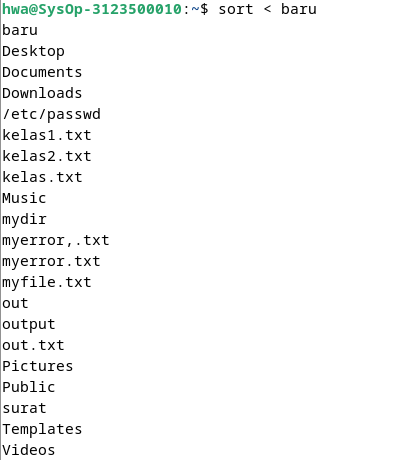 hwa@SysOp-3123500010:~$ sort < baru
baru
Desktop
Documents
Downloads
/etc/passwd
kelas1.txt
kelas2.txt
kelas.txt
Music
mydir
myerror,.txt
myerror.txt
myfile.txt
out
output
out.txt
Pictures
Public
surat
Templates
Videos